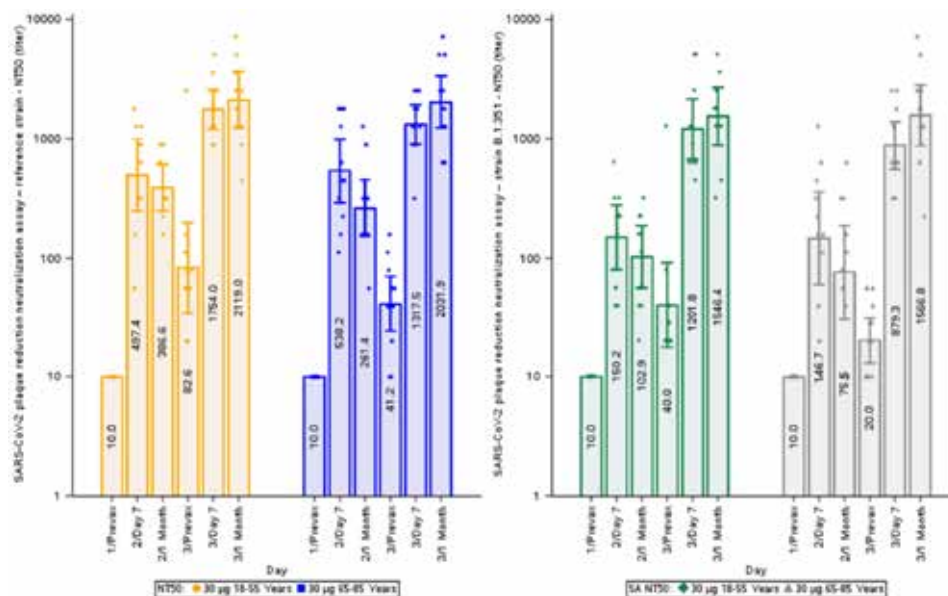 SARS-CoV-2 plaque reduction neutralization assay – reference strain - NT50 (titer)
10000
1000
100
10
1
10.0
497.4
386.6
82.6
1754.0
2119.0
10.0
538.2
261.4
41.2
1317.5
2031.9
1/Prevax
2/Day 7
2/1 Month
3/Prevax
3/Day 7
3/1 Month
1/Prevax
2/Day 7
2/1 Month
3/Prevax
3/Day 7
3/1 Month
Day
NT50: 30 µg 18-55 Years 30 µg 65-85 Years
SARS-CoV-2 plaque reduction neutralization assay – strain B.1.351 - NT50 (titer)
10000
1000
100
10
1
10.0
150.2
102.9
40.0
1201.8
1546.4
10.0
146.7
75.5
20.0
879.3
1566.8
1/Prevax
2/Day 7
2/1 Month
3/Prevax
3/Day 7
3/1 Month
1/Prevax
2/Day 7
2/1 Month
3/Prevax
3/Day 7
3/1 Month
Day
SA NT50: 30 µg 18-55 Years 30 µg 65-85 Years